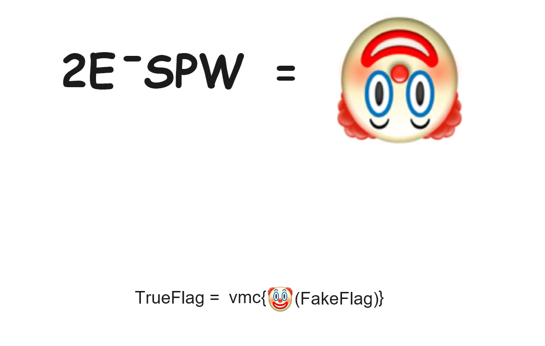 2E⁻SPW = 🤡
TrueFlag = vmc{🤡(FakeFlag)}